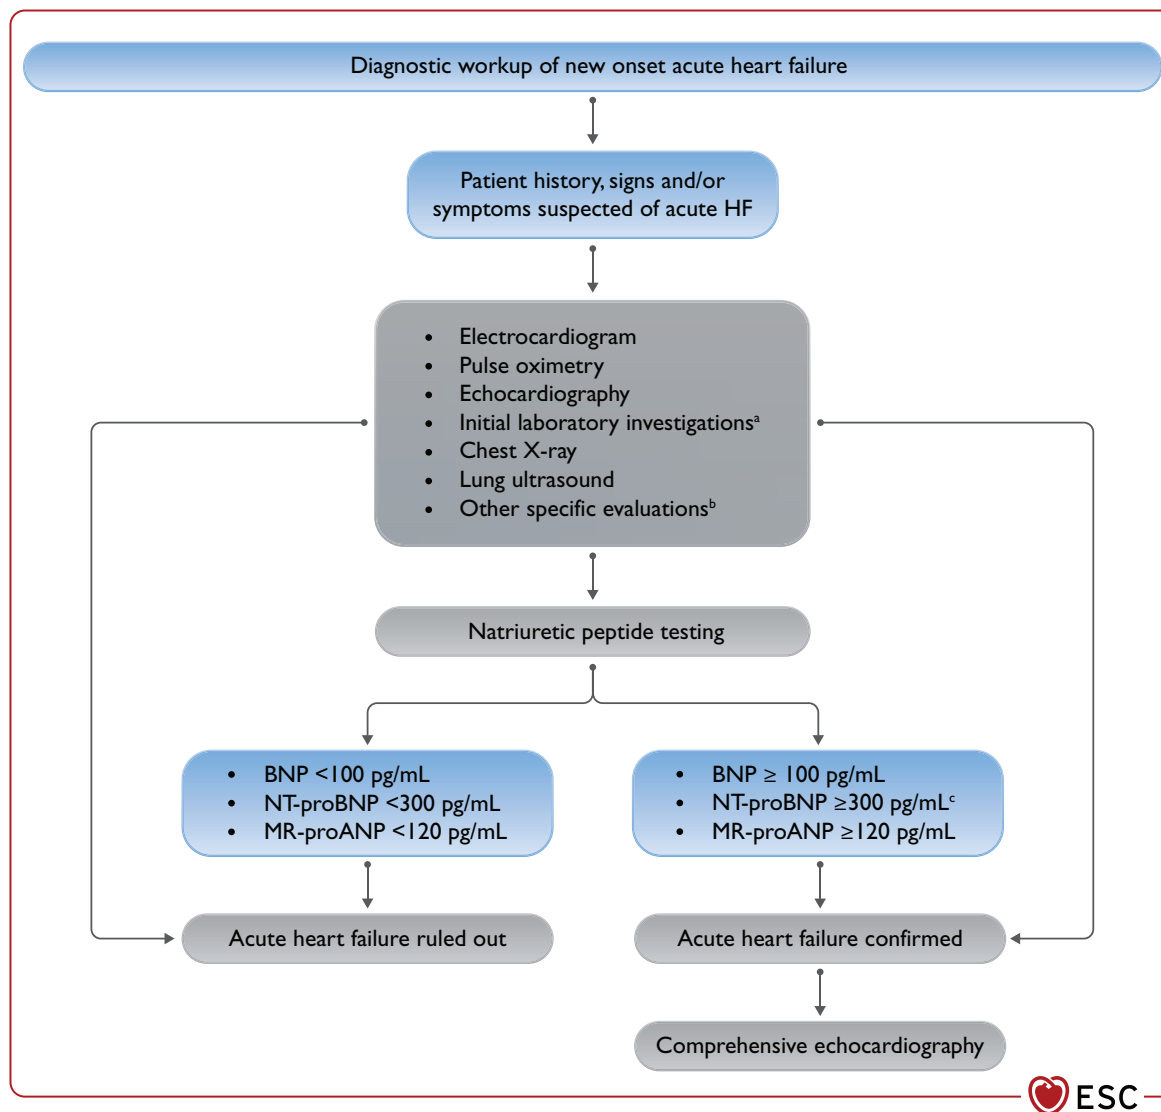 Diagnostic workup of new onset acute heart failure
Patient history, signs and/or
symptoms suspected of acute HF
• Electrocardiogram
• Pulse oximetry
• Echocardiography
• Initial laboratory investigationsᵃ
• Chest X-ray
• Lung ultrasound
• Other specific evaluationsᵇ
Natriuretic peptide testing
• BNP <100 pg/mL
• NT-proBNP <300 pg/mL
• MR-proANP <120 pg/mL
• BNP ≥ 100 pg/mL
• NT-proBNP ≥300 pg/mLᶜ
• MR-proANP ≥120 pg/mL
Acute heart failure ruled out
Acute heart failure confirmed
Comprehensive echocardiography
ESC